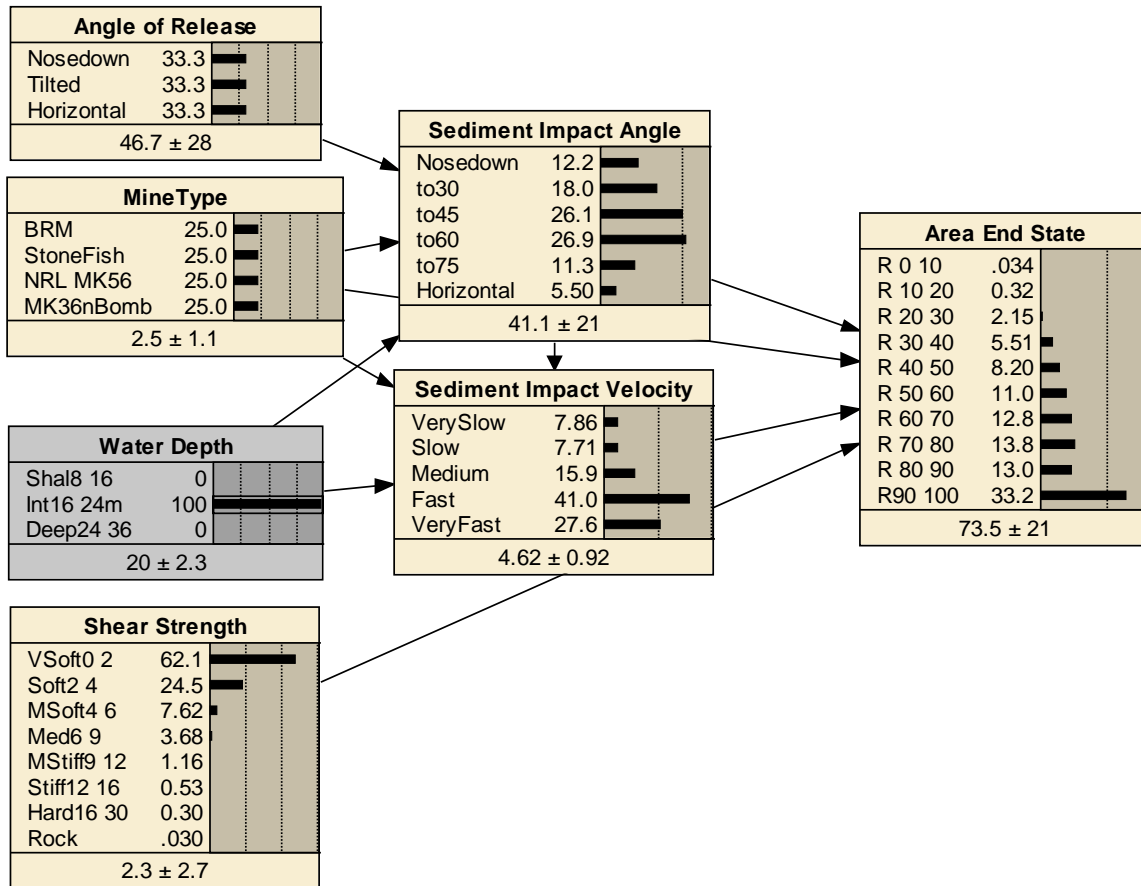 Angle of Release
Nosedown 33.3
Tilted 33.3
Horizontal 33.3
46.7 ± 28
MineType
BRM 25.0
StoneFish 25.0
NRL MK56 25.0
MK36nBomb 25.0
2.5 ± 1.1
Water Depth
Shal8 16 0
Int16 24m 100
Deep24 36 0
20 ± 2.3
Shear Strength
VSoft0 2 62.1
Soft2 4 24.5
MSoft4 6 7.62
Med6 9 3.68
MStiff9 12 1.16
Stiff12 16 0.53
Hard16 30 0.30
Rock .030
2.3 ± 2.7
Sediment Impact Angle
Nosedown 12.2
to30 18.0
to45 26.1
to60 26.9
to75 11.3
Horizontal 5.50
41.1 ± 21
Sediment Impact Velocity
VerySlow 7.86
Slow 7.71
Medium 15.9
Fast 41.0
VeryFast 27.6
4.62 ± 0.92
Area End State
R 0 10 .034
R 10 20 0.32
R 20 30 2.15
R 30 40 5.51
R 40 50 8.20
R 50 60 11.0
R 60 70 12.8
R 70 80 13.8
R 80 90 13.0
R90 100 33.2
73.5 ± 21